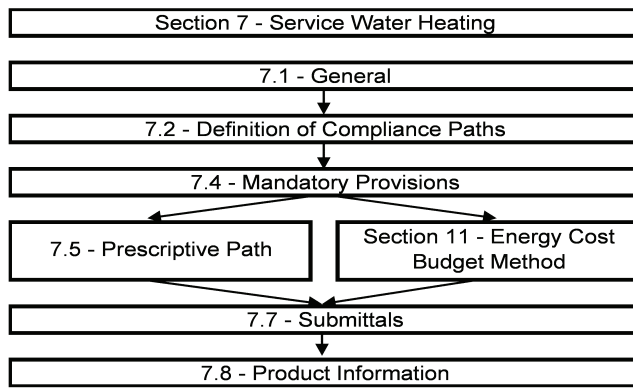 Section 7 - Service Water Heating
7.1 - General
7.2 - Definition of Compliance Paths
7.4 - Mandatory Provisions
7.5 - Prescriptive Path
Section 11 - Energy Cost
Budget Method
7.7 - Submittals
7.8 - Product Information